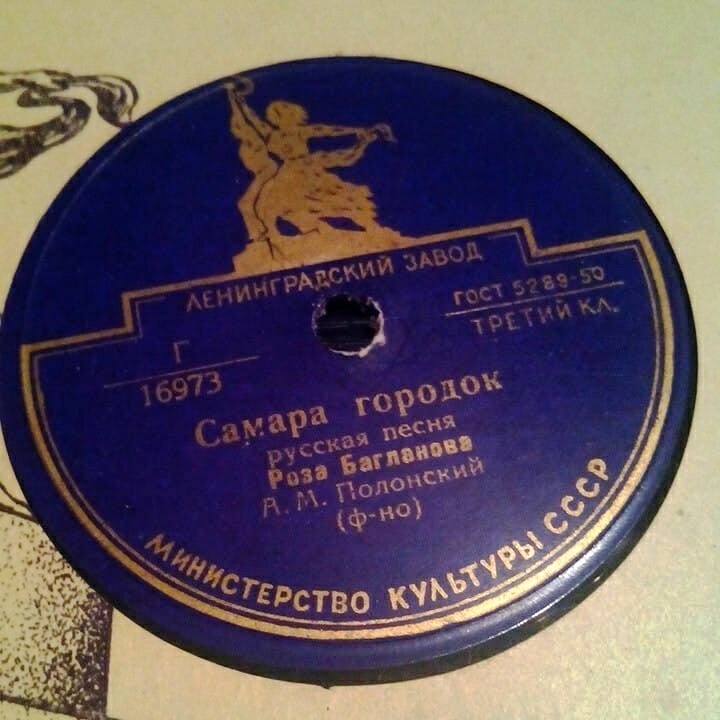 ЛЕНИНГРАДСКИЙ ЗАВОД
ГОСТ 5289-50
ТРЕТИЙ КЛ.
Г
16973
Самара городок
русская песня
Роза Багланова
А. М. Полонский
(ф-но)
МИНИСТЕРСТВО КУЛЬТУРЫ СССР